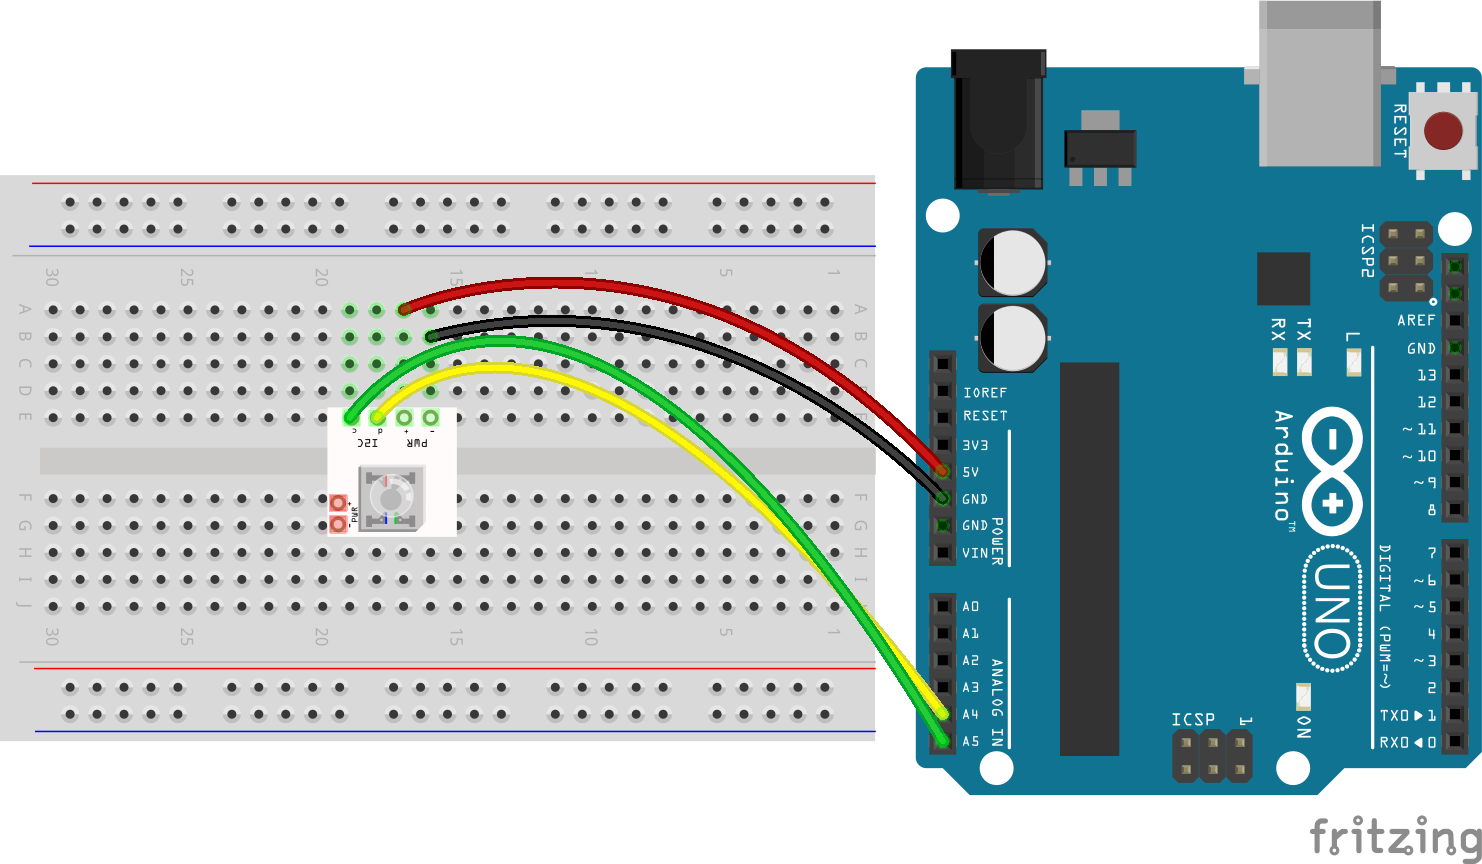 30 25 20 15 10 5 1
A A
B B
C C
D
E
c d + -
I2C PWR
+
PWR
-
F F
G G
H H
I I
J
30 25 20 15 10 5 1
RESET
ICSP2
AREF
GND
13
12
~11
~10
~9
8
7
~6
~5
4
~3
2
TX0▶1
RX0◀0
RX TX L
IOREF
RESET
3V3
5V
GND
GND
VIN
POWER
A0
A1
A2
A3
A4
A5
ANALOG IN
Arduino™
UNO
DIGITAL (PWM=~)
ICSP 1
ON
fritzing